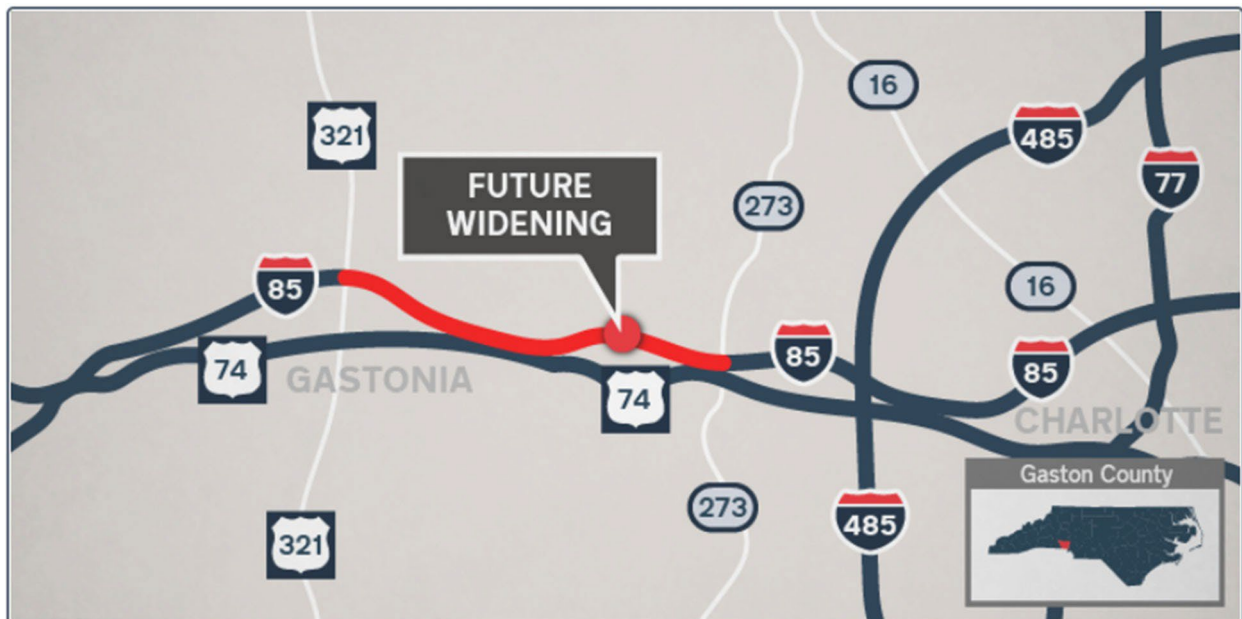 16
321
485
77
FUTURE
WIDENING
273
85
16
85
74
GASTONIA
85
74
CHARLOTTE
Gaston County
273
485
321